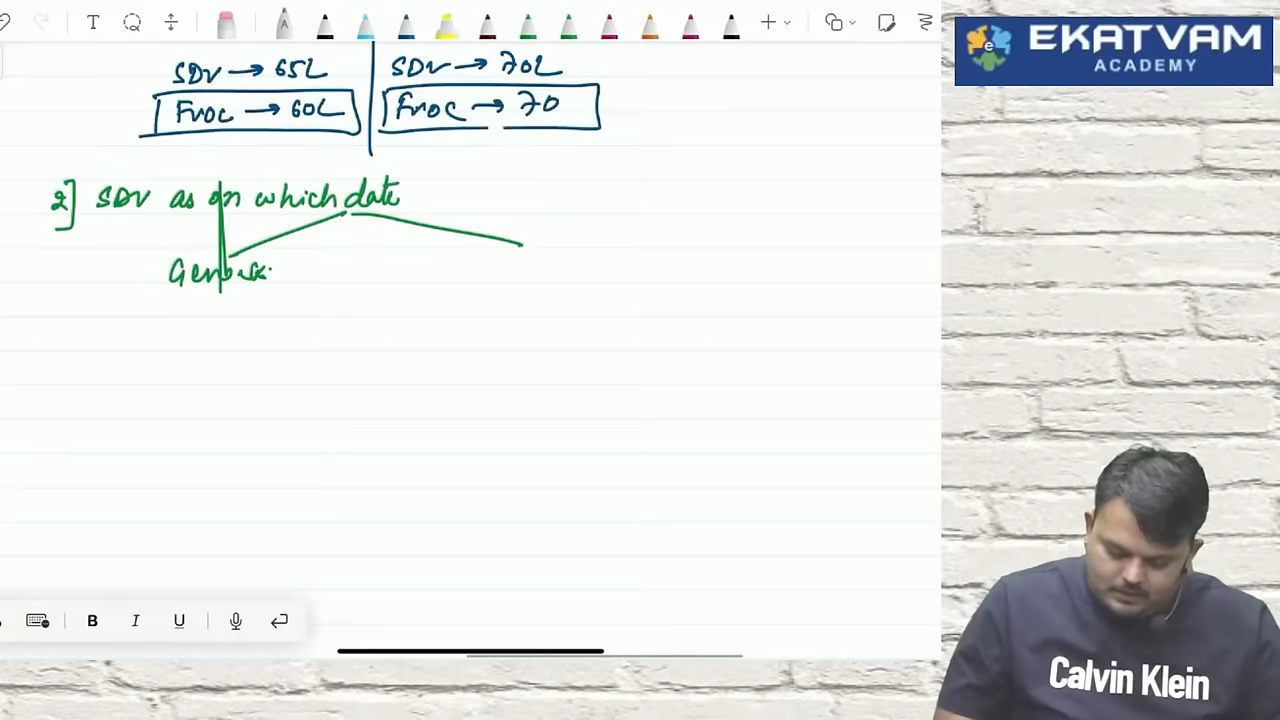 EKATVAM
ACADEMY
SDV → 65L
SDV → 70L
FVOC → 60L
FVOC → 70
2] SDV as on which date
T
A
B I U
Calvin Klein